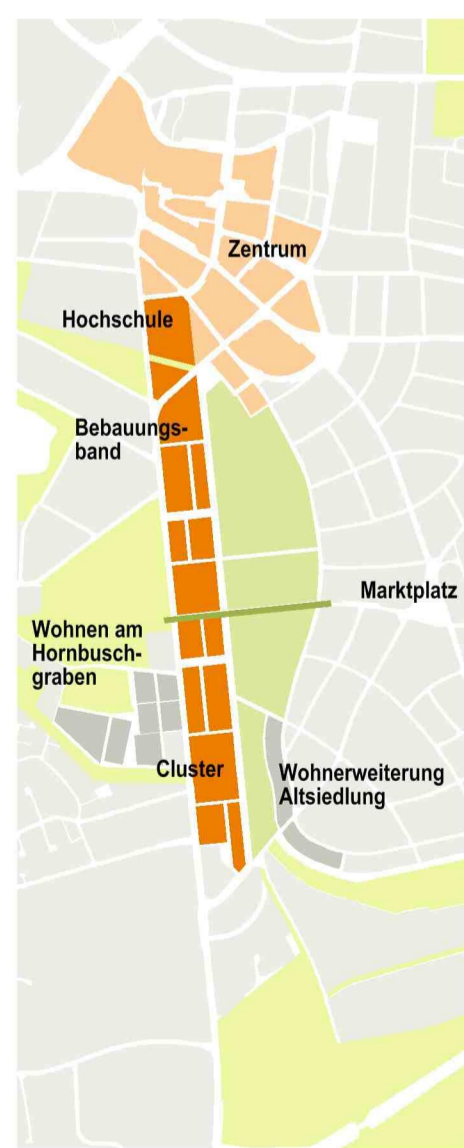 Zentrum
Hochschule
Bebauungs-
band
Marktplatz
Wohnen am
Hornbusch-
graben
Cluster
Wohnerweiterung
Altsiedlung